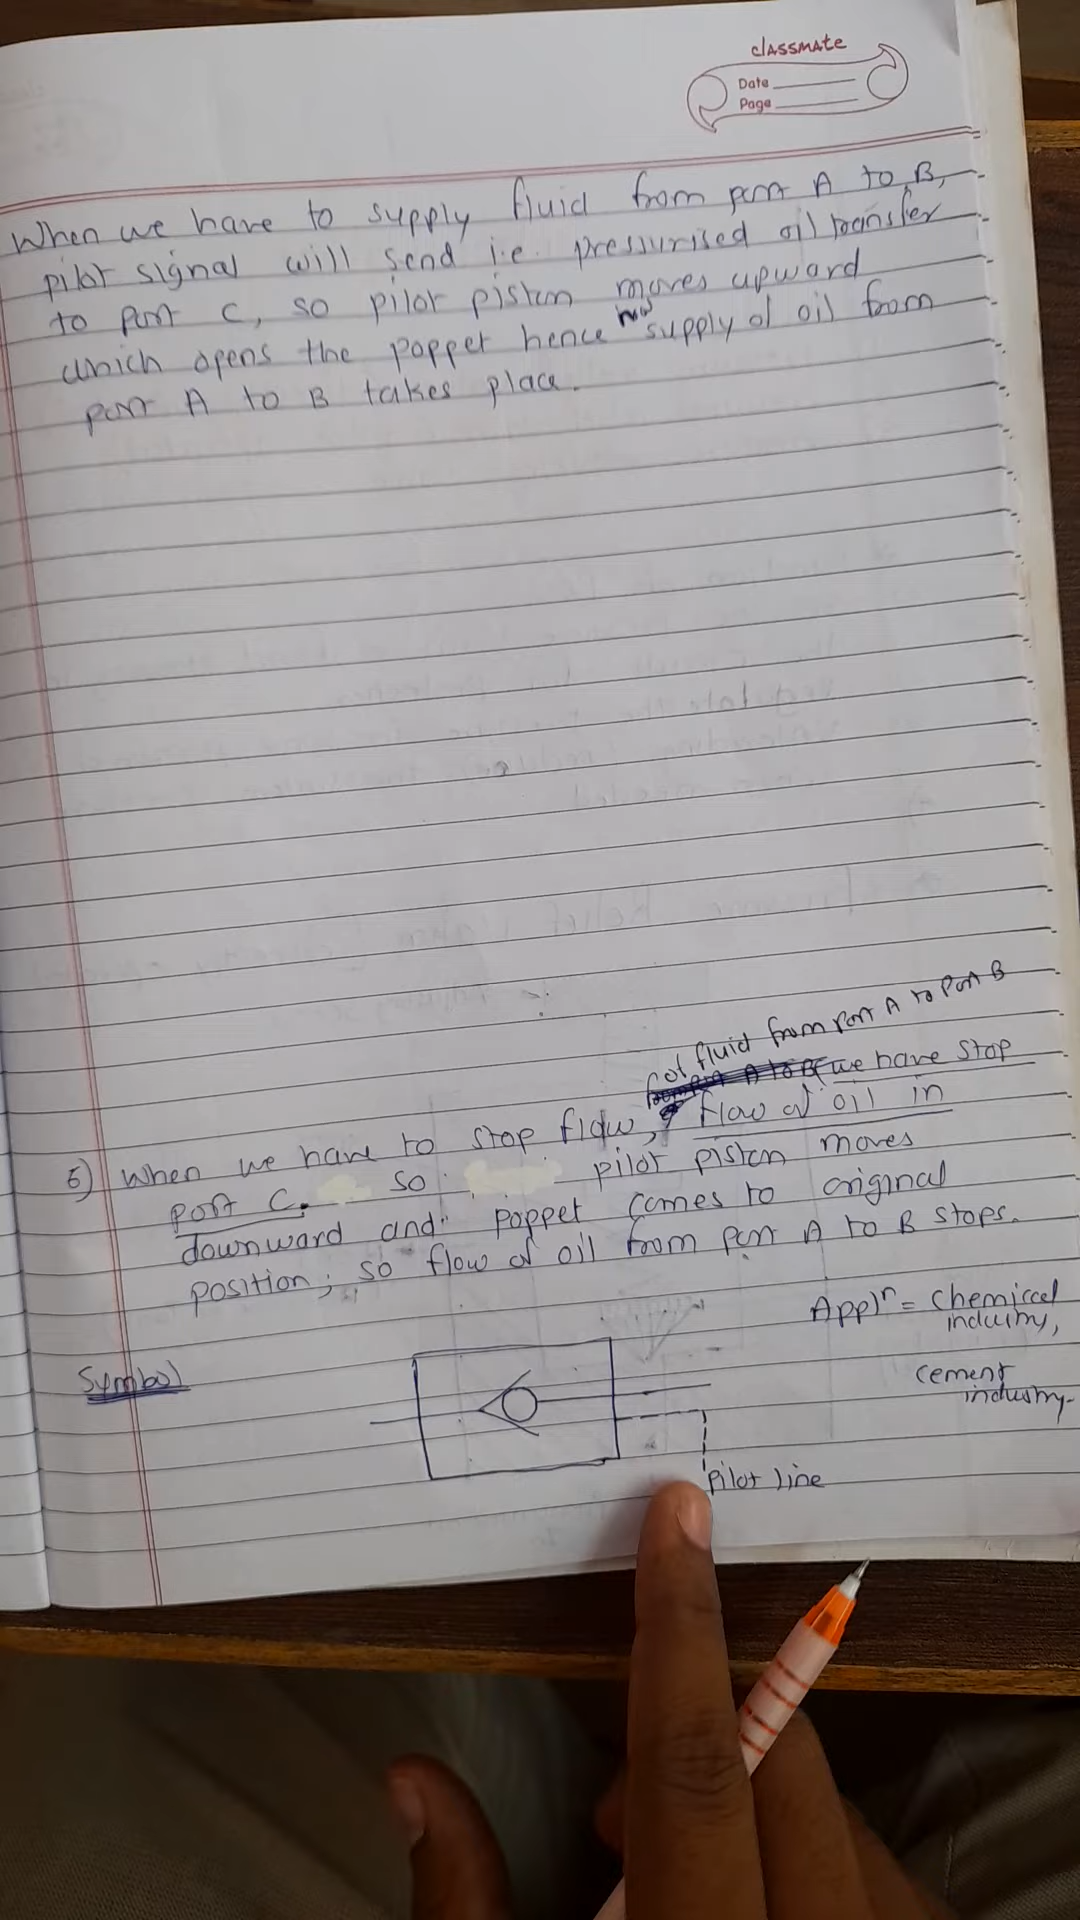 classmate
Date
Page
When we have to supply fluid from port A to B,
pilot signal will send i.e. pressurised oil transfer
to port C, so pilot piston moves upward
which opens the poppet hence now supply of oil from
port A to B takes place.
of fluid from port A to Port B
we have stop
5) When we have to stop flow, flow of oil in
port C. so pilot piston moves
downward and poppet comes to original
position; so flow of oil from port A to B stops.
Appln = Chemical
industry,
cement
industry.
Symbol
pilot line